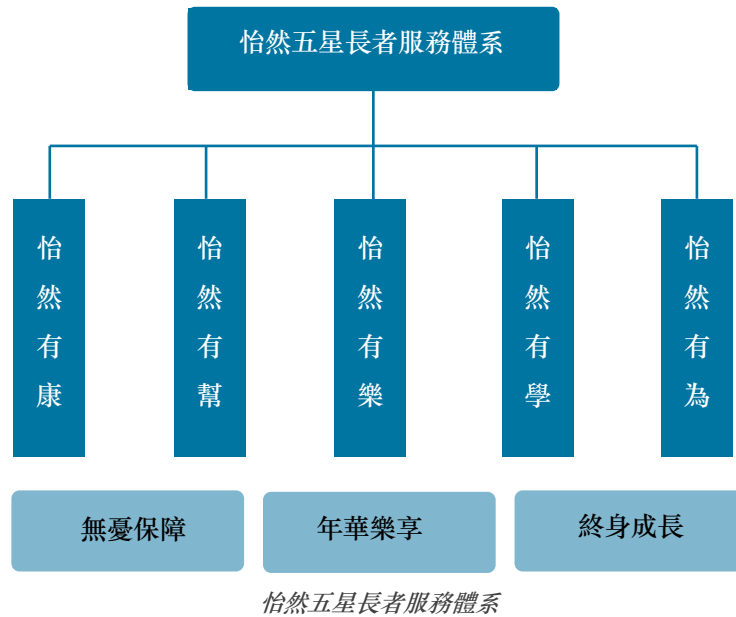 怡然五星長者服務體系
怡然有康
怡然有幫
怡然有樂
怡然有學
怡然有為
無憂保障
年華樂享
終身成長
怡然五星長者服務體系